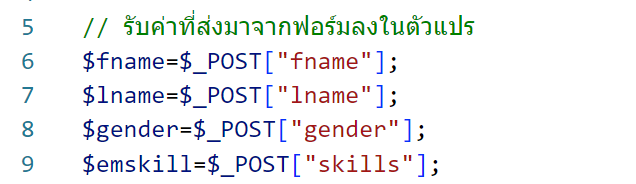 5 // รับค่าที่ส่งมาจากฟอร์มลงในตัวแปร
6 $fname=$_POST["fname"];
7 $lname=$_POST["lname"];
8 $gender=$_POST["gender"];
9 $emskill=$_POST["skills"];